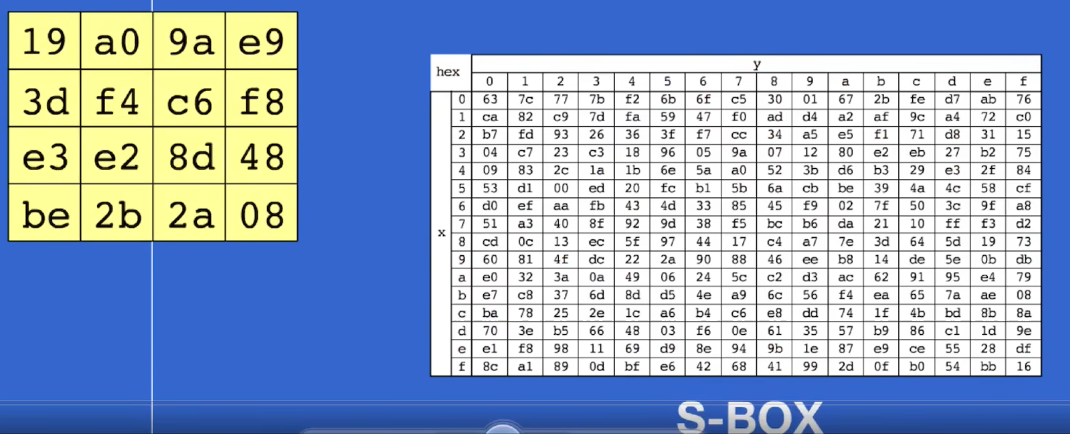 19 a0 9a e9
3d f4 c6 f8
e3 e2 8d 48
be 2b 2a 08
hex y
0 1 2 3 4 5 6 7 8 9 a b c d e f
x
0 63 7c 77 7b f2 6b 6f c5 30 01 67 2b fe d7 ab 76
1 ca 82 c9 7d fa 59 47 f0 ad d4 a2 af 9c a4 72 c0
2 b7 fd 93 26 36 3f f7 cc 34 a5 e5 f1 71 d8 31 15
3 04 c7 23 c3 18 96 05 9a 07 12 80 e2 eb 27 b2 75
4 09 83 2c 1a 1b 6e 5a a0 52 3b d6 b3 29 e3 2f 84
5 53 d1 00 ed 20 fc b1 5b 6a cb be 39 4a 4c 58 cf
6 d0 ef aa fb 43 4d 33 85 45 f9 02 7f 50 3c 9f a8
7 51 a3 40 8f 92 9d 38 f5 bc b6 da 21 10 ff f3 d2
8 cd 0c 13 ec 5f 97 44 17 c4 a7 7e 3d 64 5d 19 73
9 60 81 4f dc 22 2a 90 88 46 ee b8 14 de 5e 0b db
a e0 32 3a 0a 49 06 24 5c c2 d3 ac 62 91 95 e4 79
b e7 c8 37 6d 8d d5 4e a9 6c 56 f4 ea 65 7a ae 08
c ba 78 25 2e 1c a6 b4 c6 e8 dd 74 1f 4b bd 8b 8a
d 70 3e b5 66 48 03 f6 0e 61 35 57 b9 86 c1 1d 9e
e e1 f8 98 11 69 d9 8e 94 9b 1e 87 e9 ce 55 28 df
f 8c a1 89 0d bf e6 42 68 41 99 2d 0f b0 54 bb 16
S-BOX